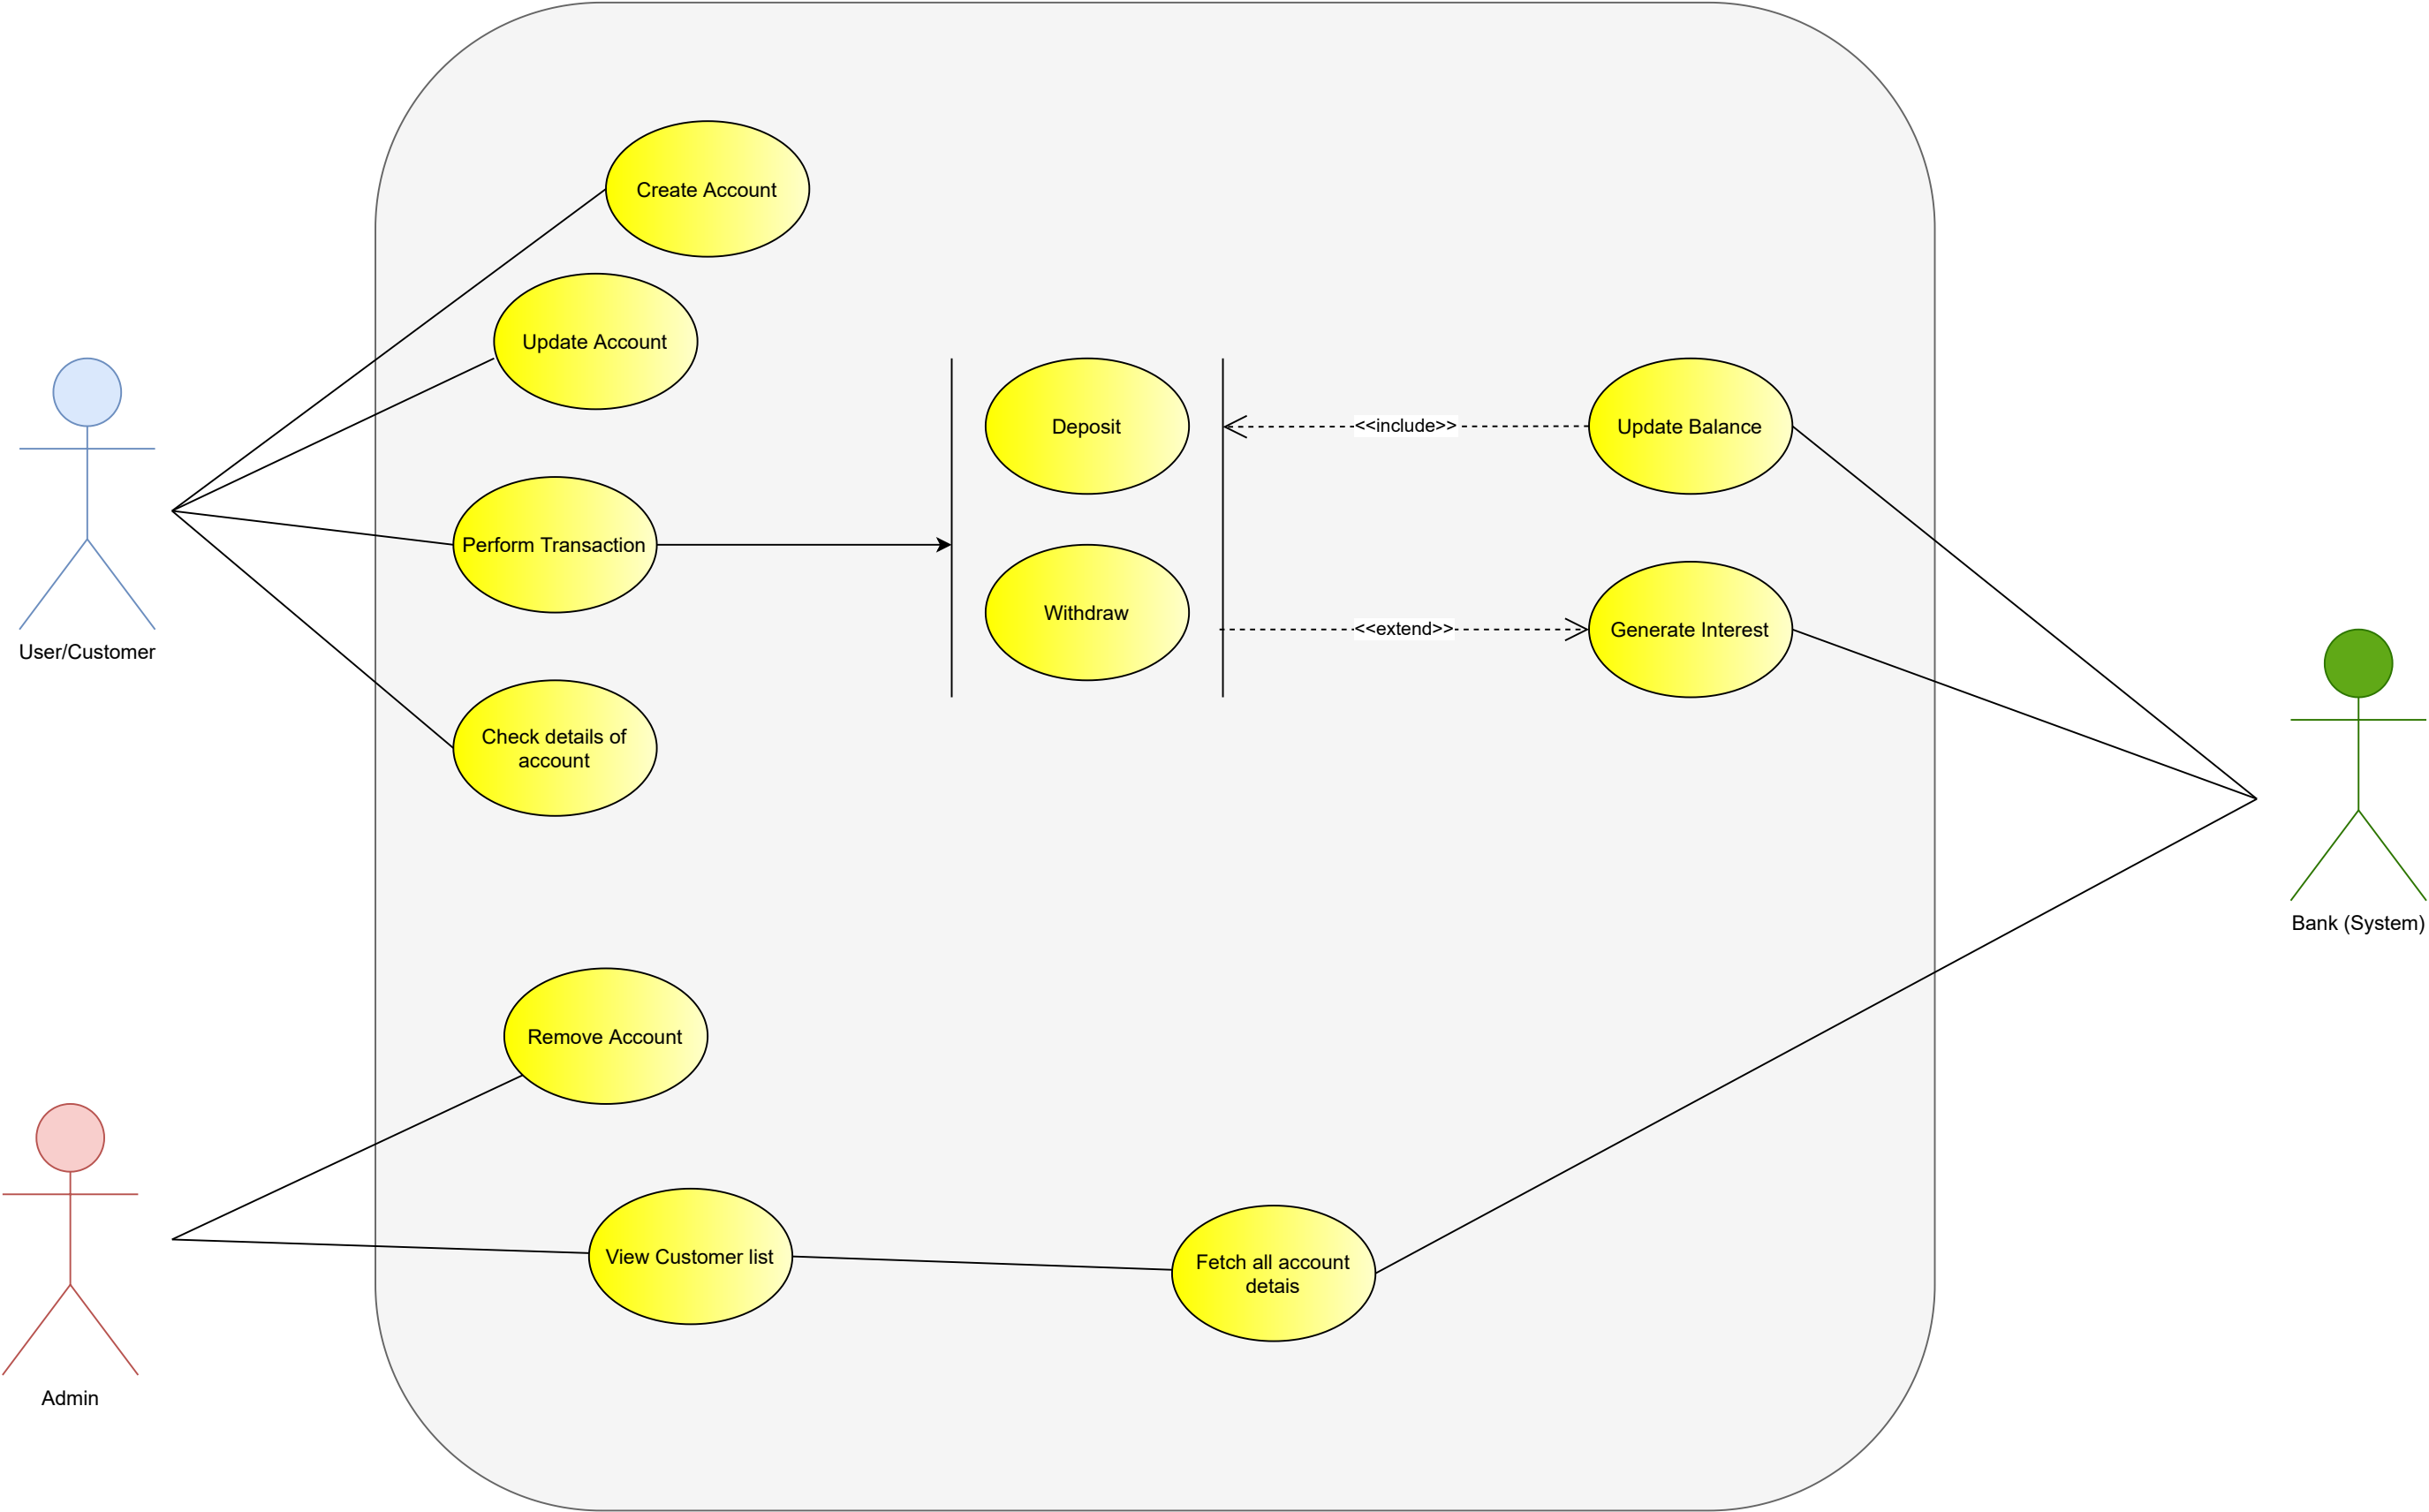 Create Account
Update Account
Deposit
<<include>>
Update Balance
Perform Transaction
Withdraw
<<extend>>
Generate Interest
User/Customer
Check details of
account
Bank (System)
Remove Account
View Customer list
Fetch all account
detais
Admin